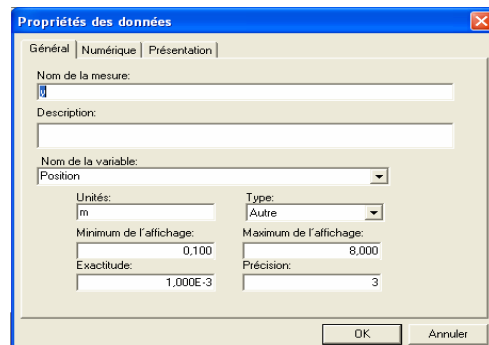 Propriétés des données
Général Numérique Présentation
Nom de la mesure:
Description:
Nom de la variable:
Position
Unités: Type:
m Autre
Minimum de l'affichage: Maximum de l'affichage:
0,100 8,000
Exactitude: Précision:
1,000E-3 3
OK Annuler